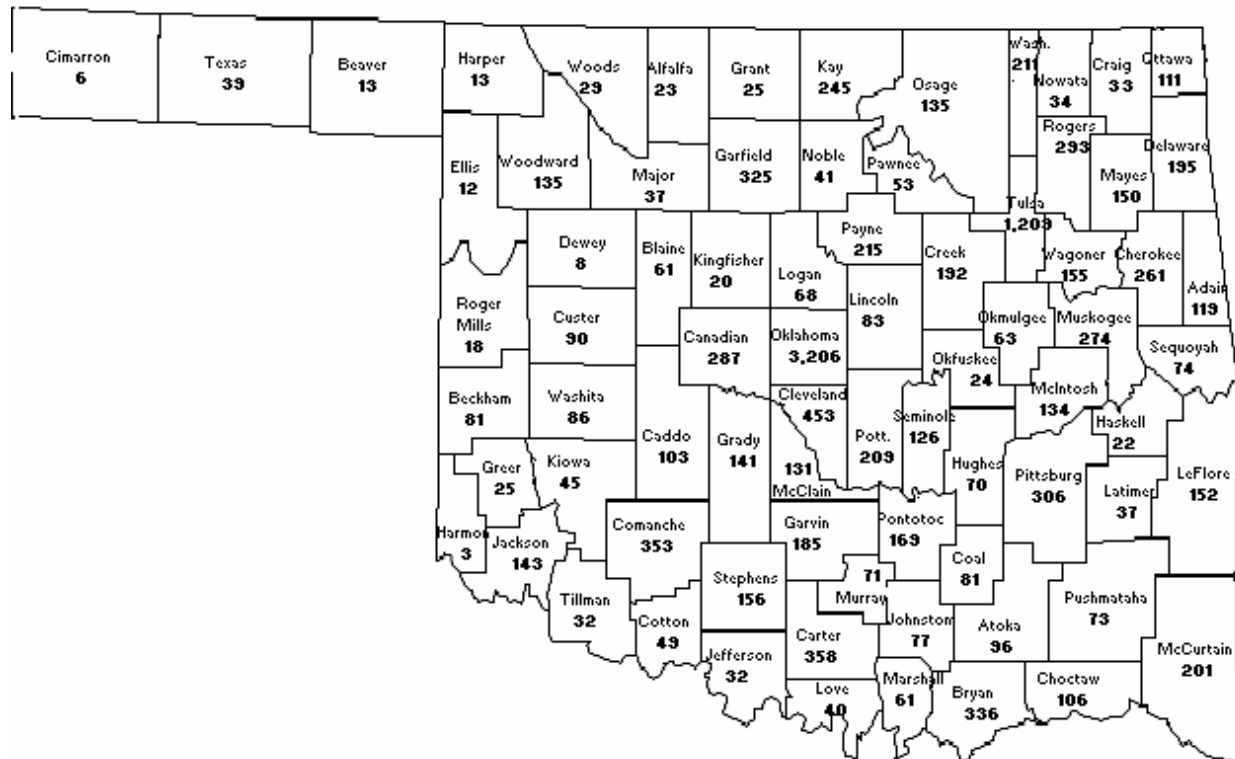 Cimarron
6
Texas
39
Beaver
13
Harper
13
Woods
29
Alfalfa
23
Grant
25
Kay
245
Osage
135
Wash.
211
Nowata
34
Craig
33
Ottawa
111
Ellis
12
Woodward
135
Major
37
Garfield
325
Noble
41
Pawnee
53
Rogers
293
Mayes
150
Delaware
195
Tulsa
1,209
Dewey
8
Blaine
61
Kingfisher
20
Logan
68
Payne
215
Creek
192
Wagoner
155
Cherokee
261
Adair
119
Roger
Mills
18
Custer
90
Canadian
287
Oklahoma
3,206
Lincoln
83
Okmulgee
63
Muskogee
274
Sequoyah
74
Okfuskee
24
McIntosh
134
Beckham
81
Washita
86
Caddo
103
Grady
141
Cleveland
453
131
McClain
Pott.
209
Seminole
126
Hughes
70
Pittsburg
306
Haskell
22
Latimer
37
LeFlore
152
Greer
25
Kiowa
45
Harmon
3
Jackson
143
Comanche
353
Garvin
185
Pontotoc
169
Coal
81
Tillman
32
Cotton
49
Stephens
156
71
Murray
Johnston
77
Atoka
96
Pushmataha
73
McCurtain
201
Jefferson
32
Carter
358
Love
40
Marshall
61
Bryan
336
Choctaw
106